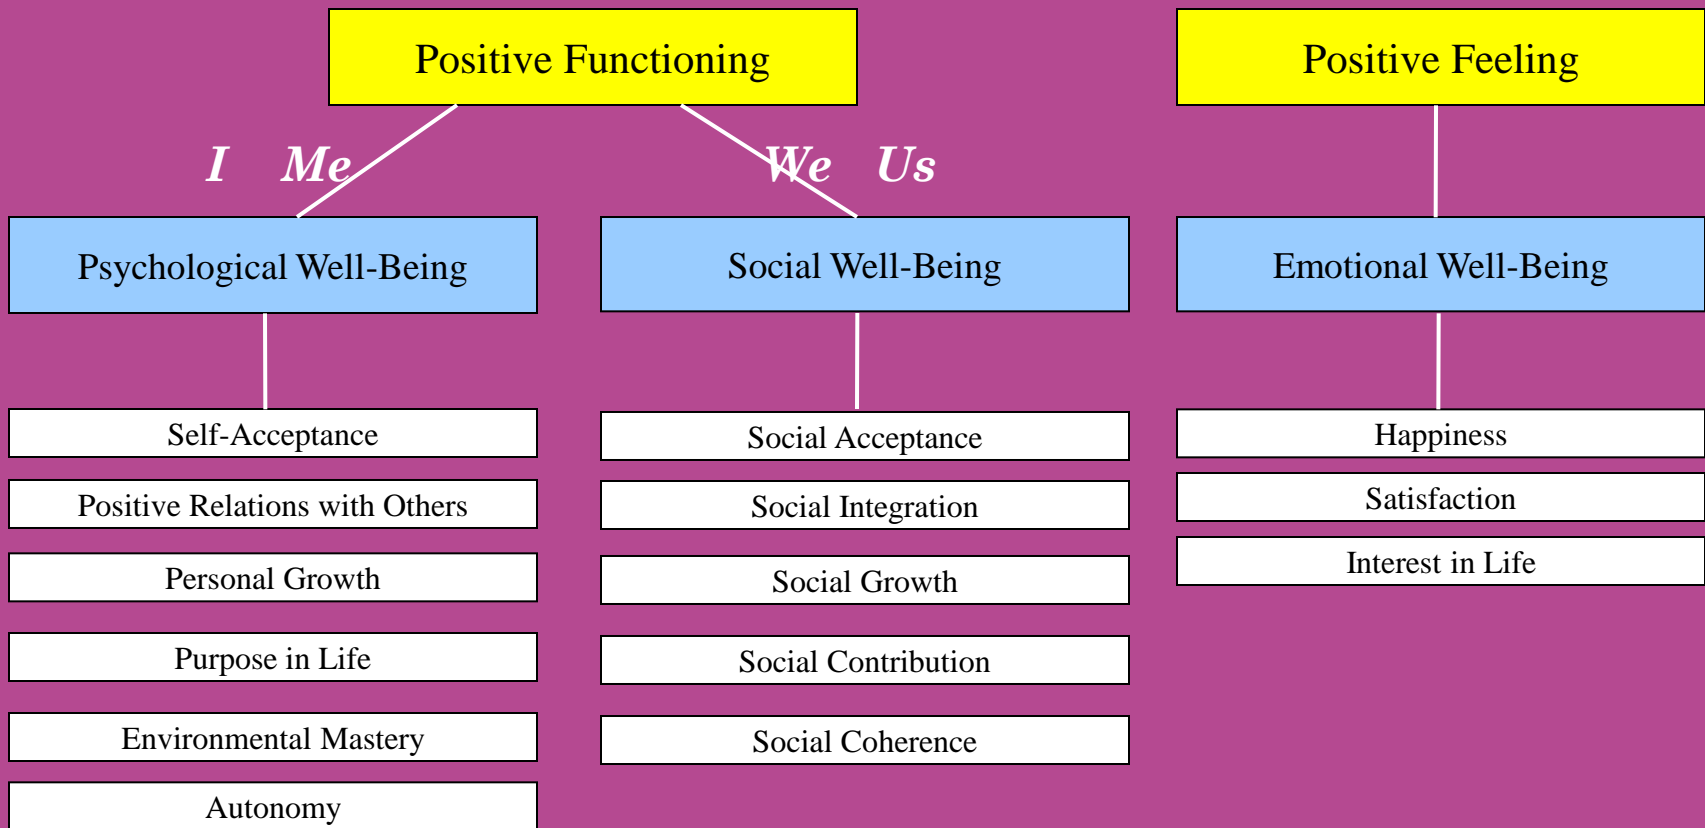 Positive Functioning
Positive Feeling
I Me
We Us
Psychological Well-Being
Social Well-Being
Emotional Well-Being
Self-Acceptance
Positive Relations with Others
Personal Growth
Purpose in Life
Environmental Mastery
Autonomy
Social Acceptance
Social Integration
Social Growth
Social Contribution
Social Coherence
Happiness
Satisfaction
Interest in Life